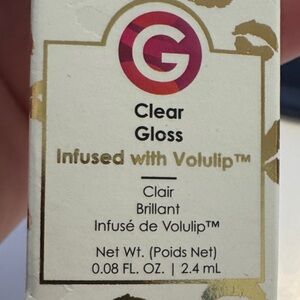 G
Clear
Gloss
Infused with Volulip™
Clair
Brillant
Infusé de Volulip™
Net Wt. (Poids Net)
0.08 FL. OZ. | 2.4 mL